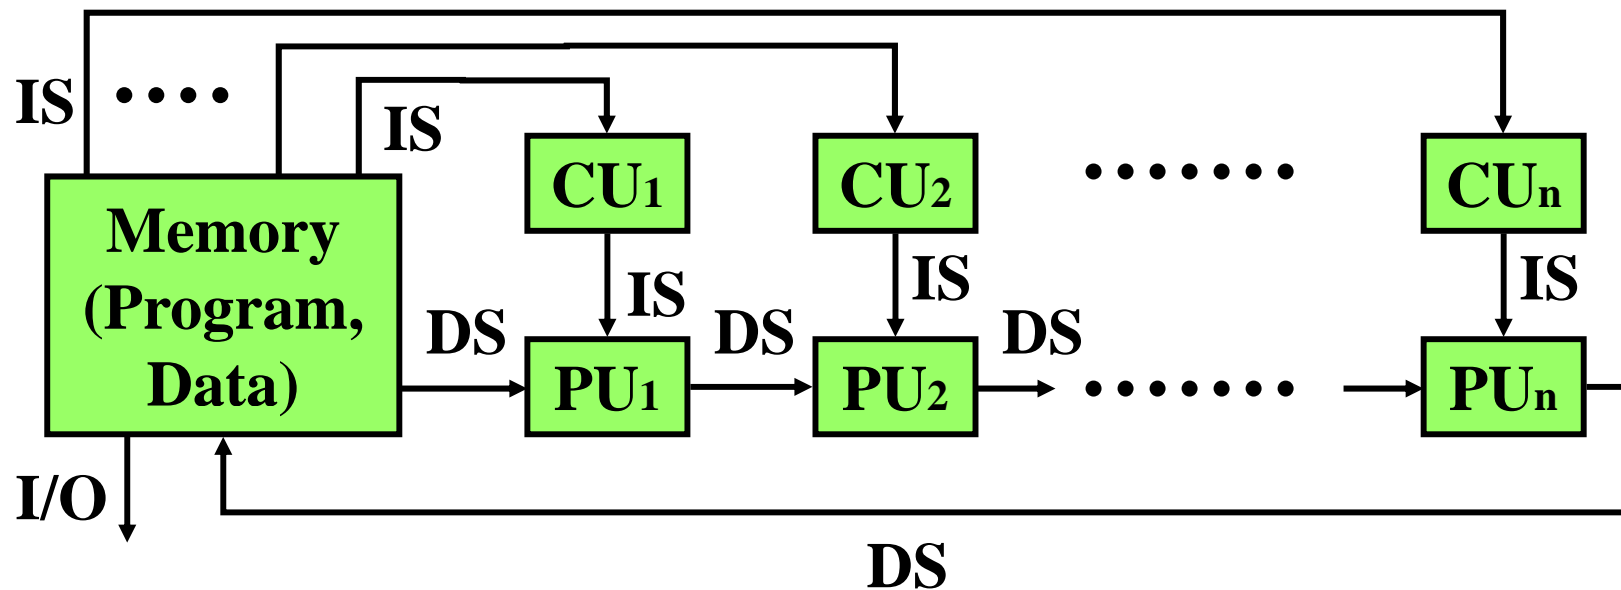 IS
IS
CU1
CU2
CUn
Memory
(Program,
Data)
IS
IS
IS
DS
DS
DS
PU1
PU2
PUn
I/O
DS